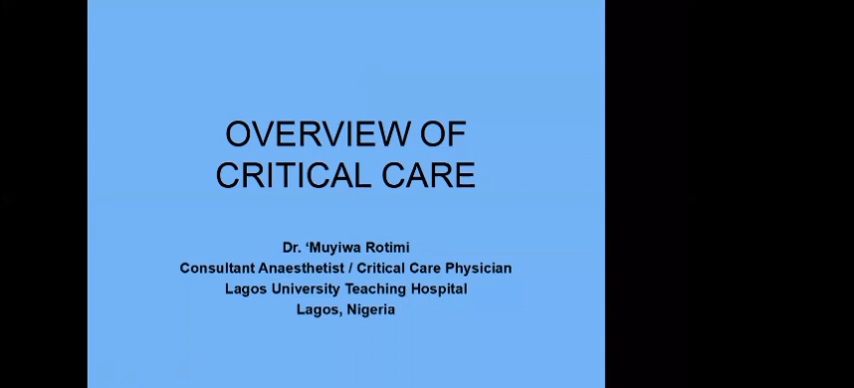 OVERVIEW OF
CRITICAL CARE
Dr. ‘Muyiwa Rotimi
Consultant Anaesthetist / Critical Care Physician
Lagos University Teaching Hospital
Lagos, Nigeria